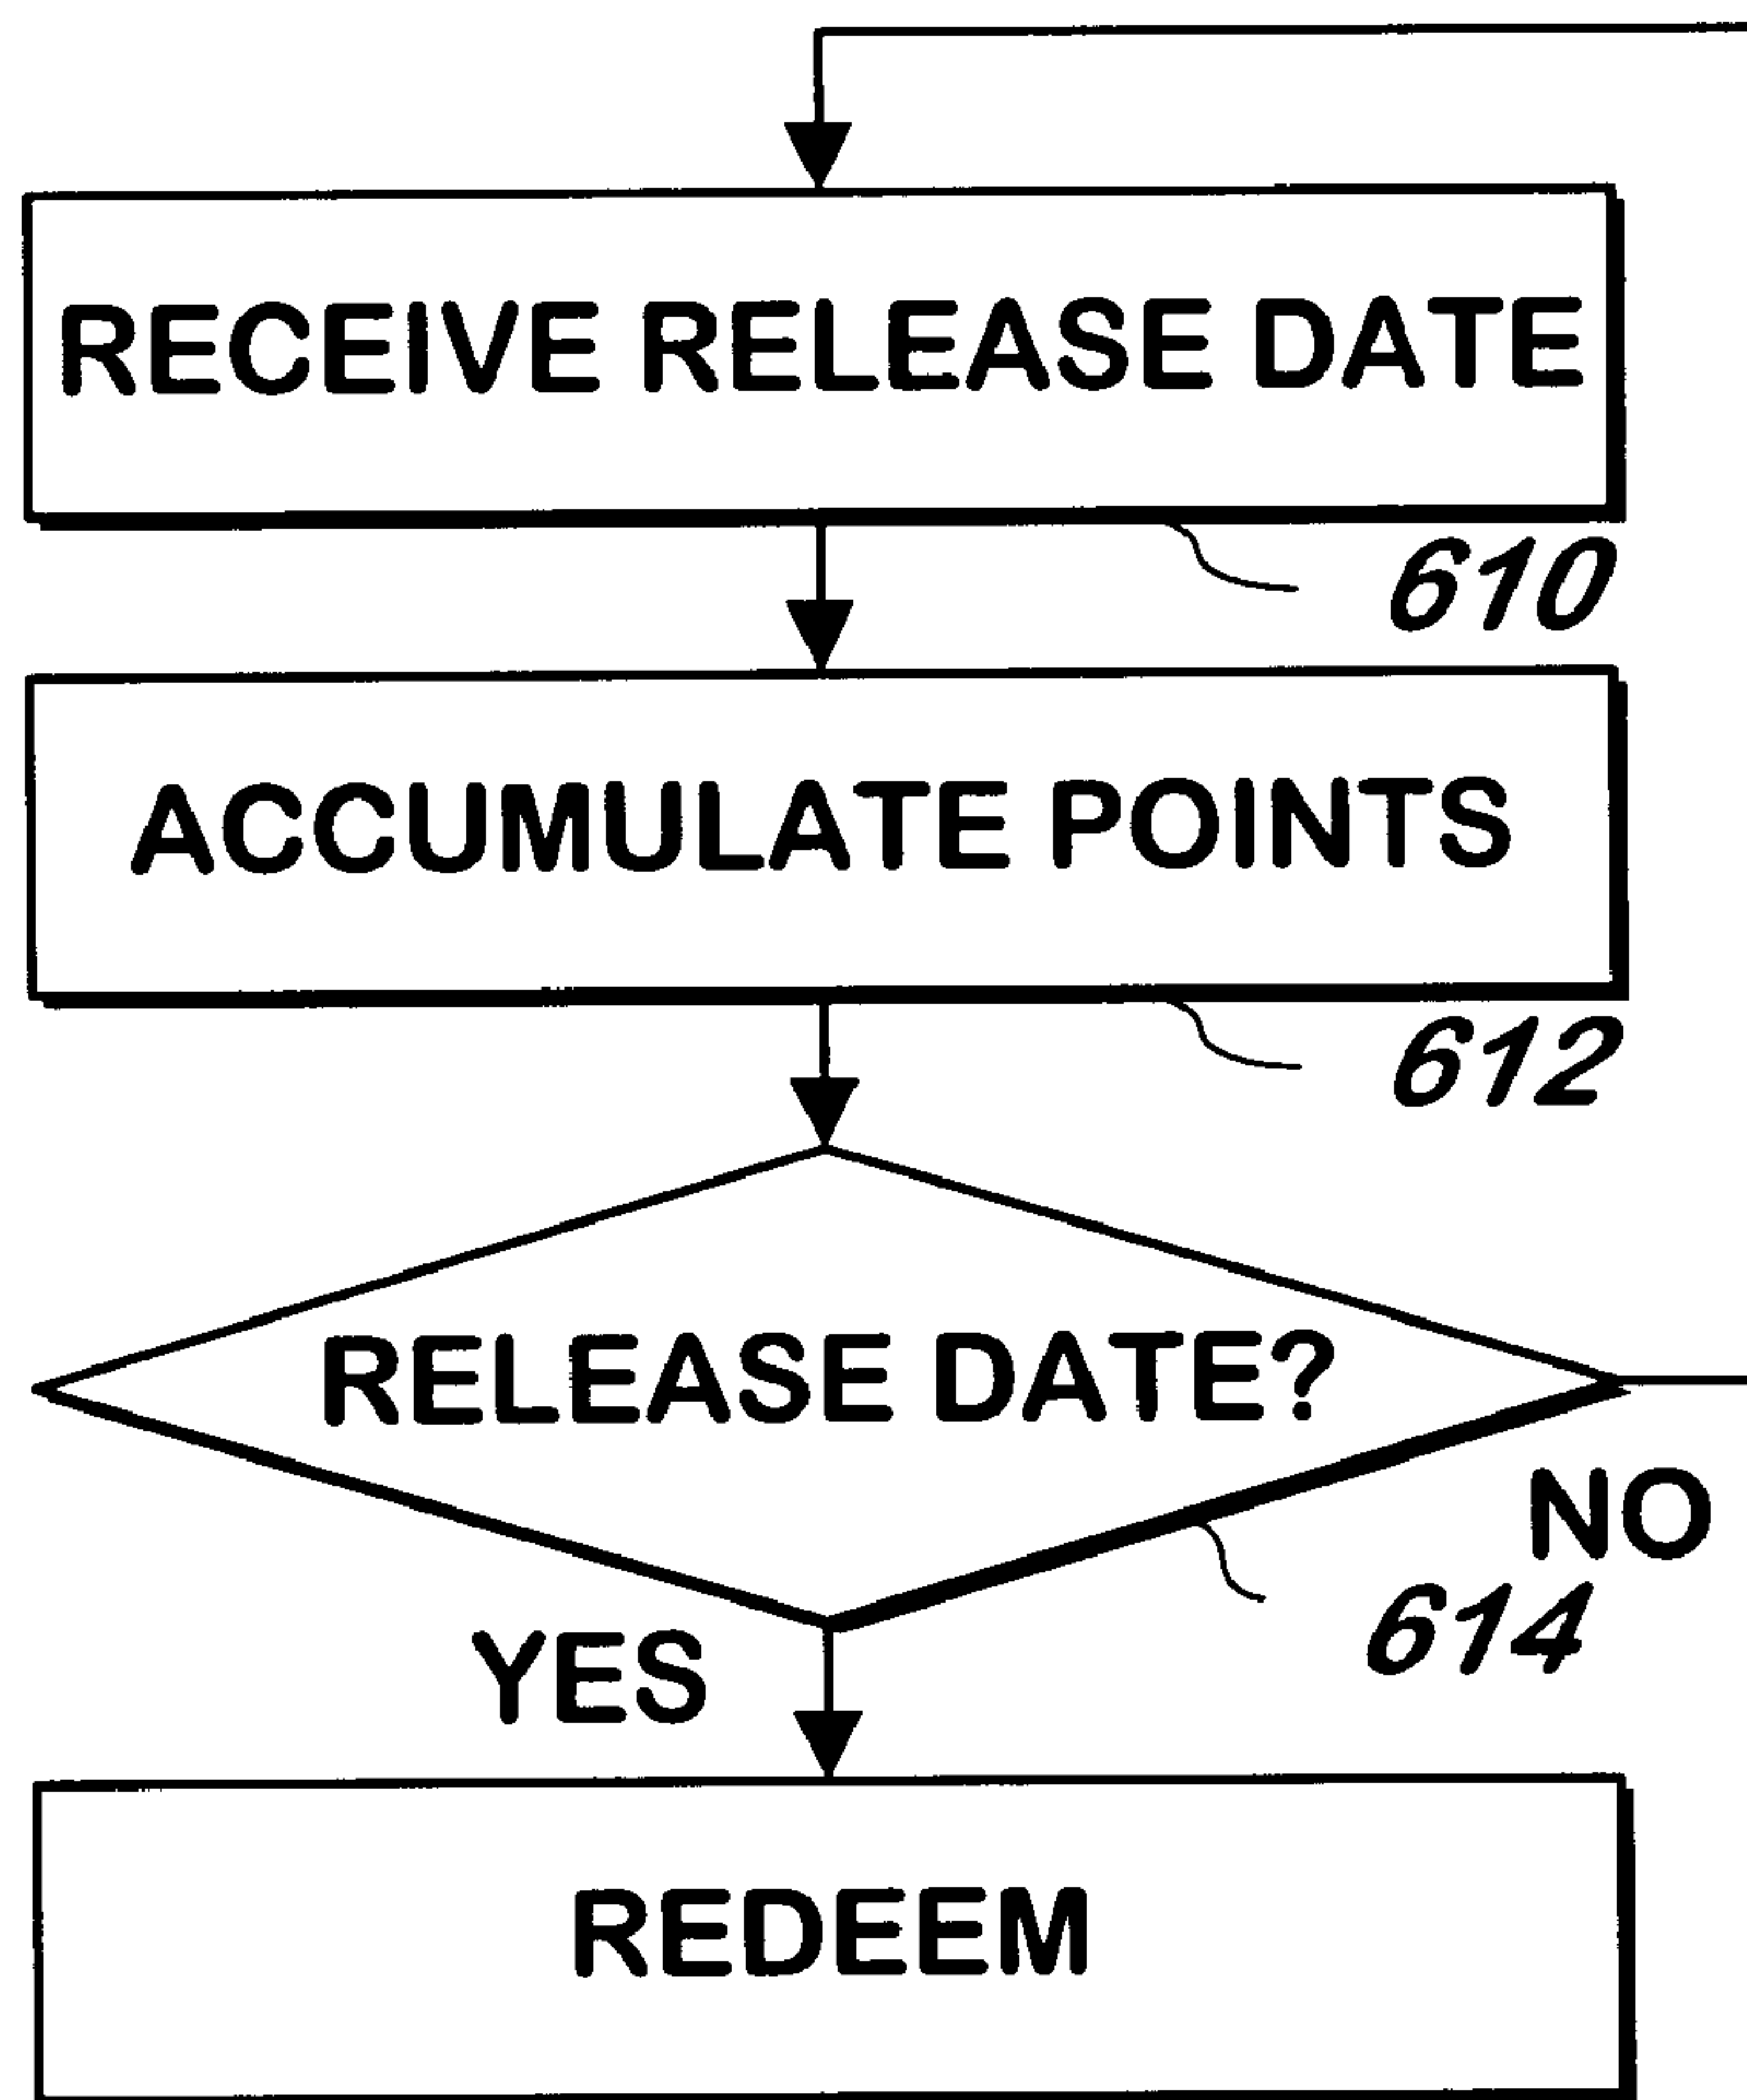 RECEIVE RELEASE DATE
610
ACCUMULATE POINTS
612
RELEASE DATE?
NO
614
YES
REDEEM